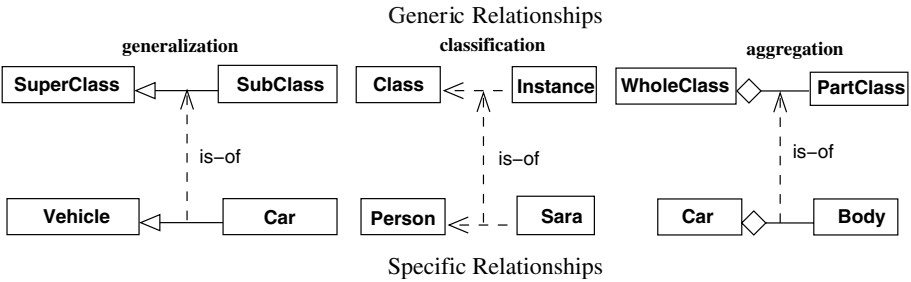 Generic Relationships
generalization
classification
aggregation
SuperClass
SubClass
Class
Instance
WholeClass
PartClass
is-of
is-of
is-of
Vehicle
Car
Person
Sara
Car
Body
Specific Relationships